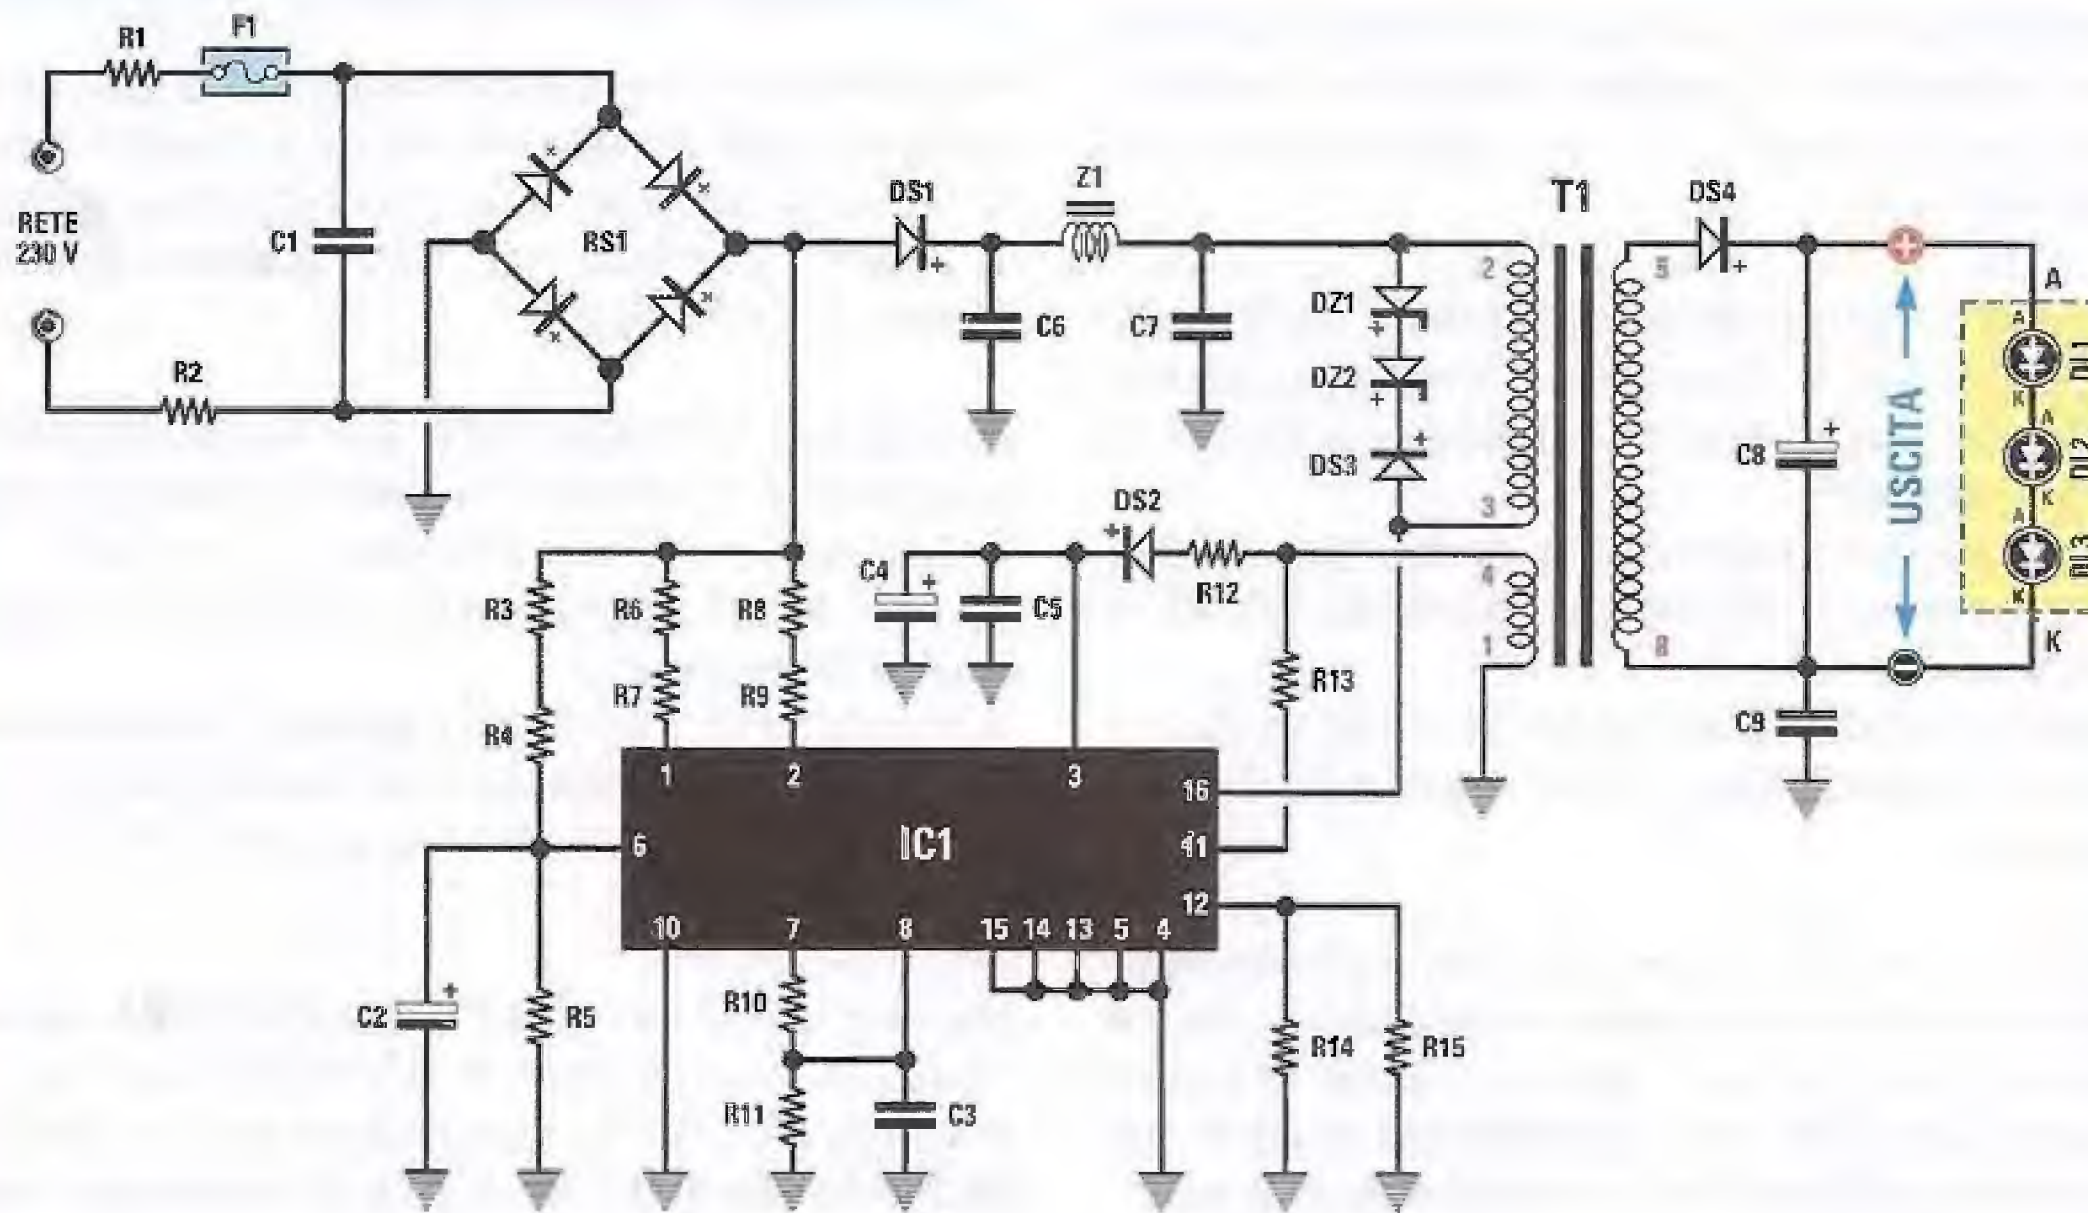 R1
F1
RETE
230 V
C1
RS1
R2
DS1
+
Z1
C6
C7
DZ1
+
DZ2
+
DS3
+
T1
2
3
4
1
5
8
DS4
+
C8
+
C9
USCITA
+
A
A
DL1
K
A
DL2
K
A
DL3
K
K
R3
R4
R6
R7
R8
R9
C4
+
C5
+
DS2
R12
R13
IC1
1
2
3
16
11
12
6
10
7
8
15
14
13
5
4
C2
+
R5
R10
R11
C3
R14
R15